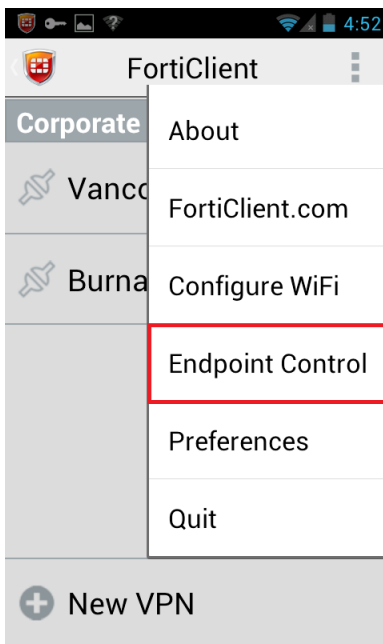 4:52
FortiClient
Corporate
About
Vanco
FortiClient.com
Burna
Configure WiFi
Endpoint Control
Preferences
Quit
New VPN